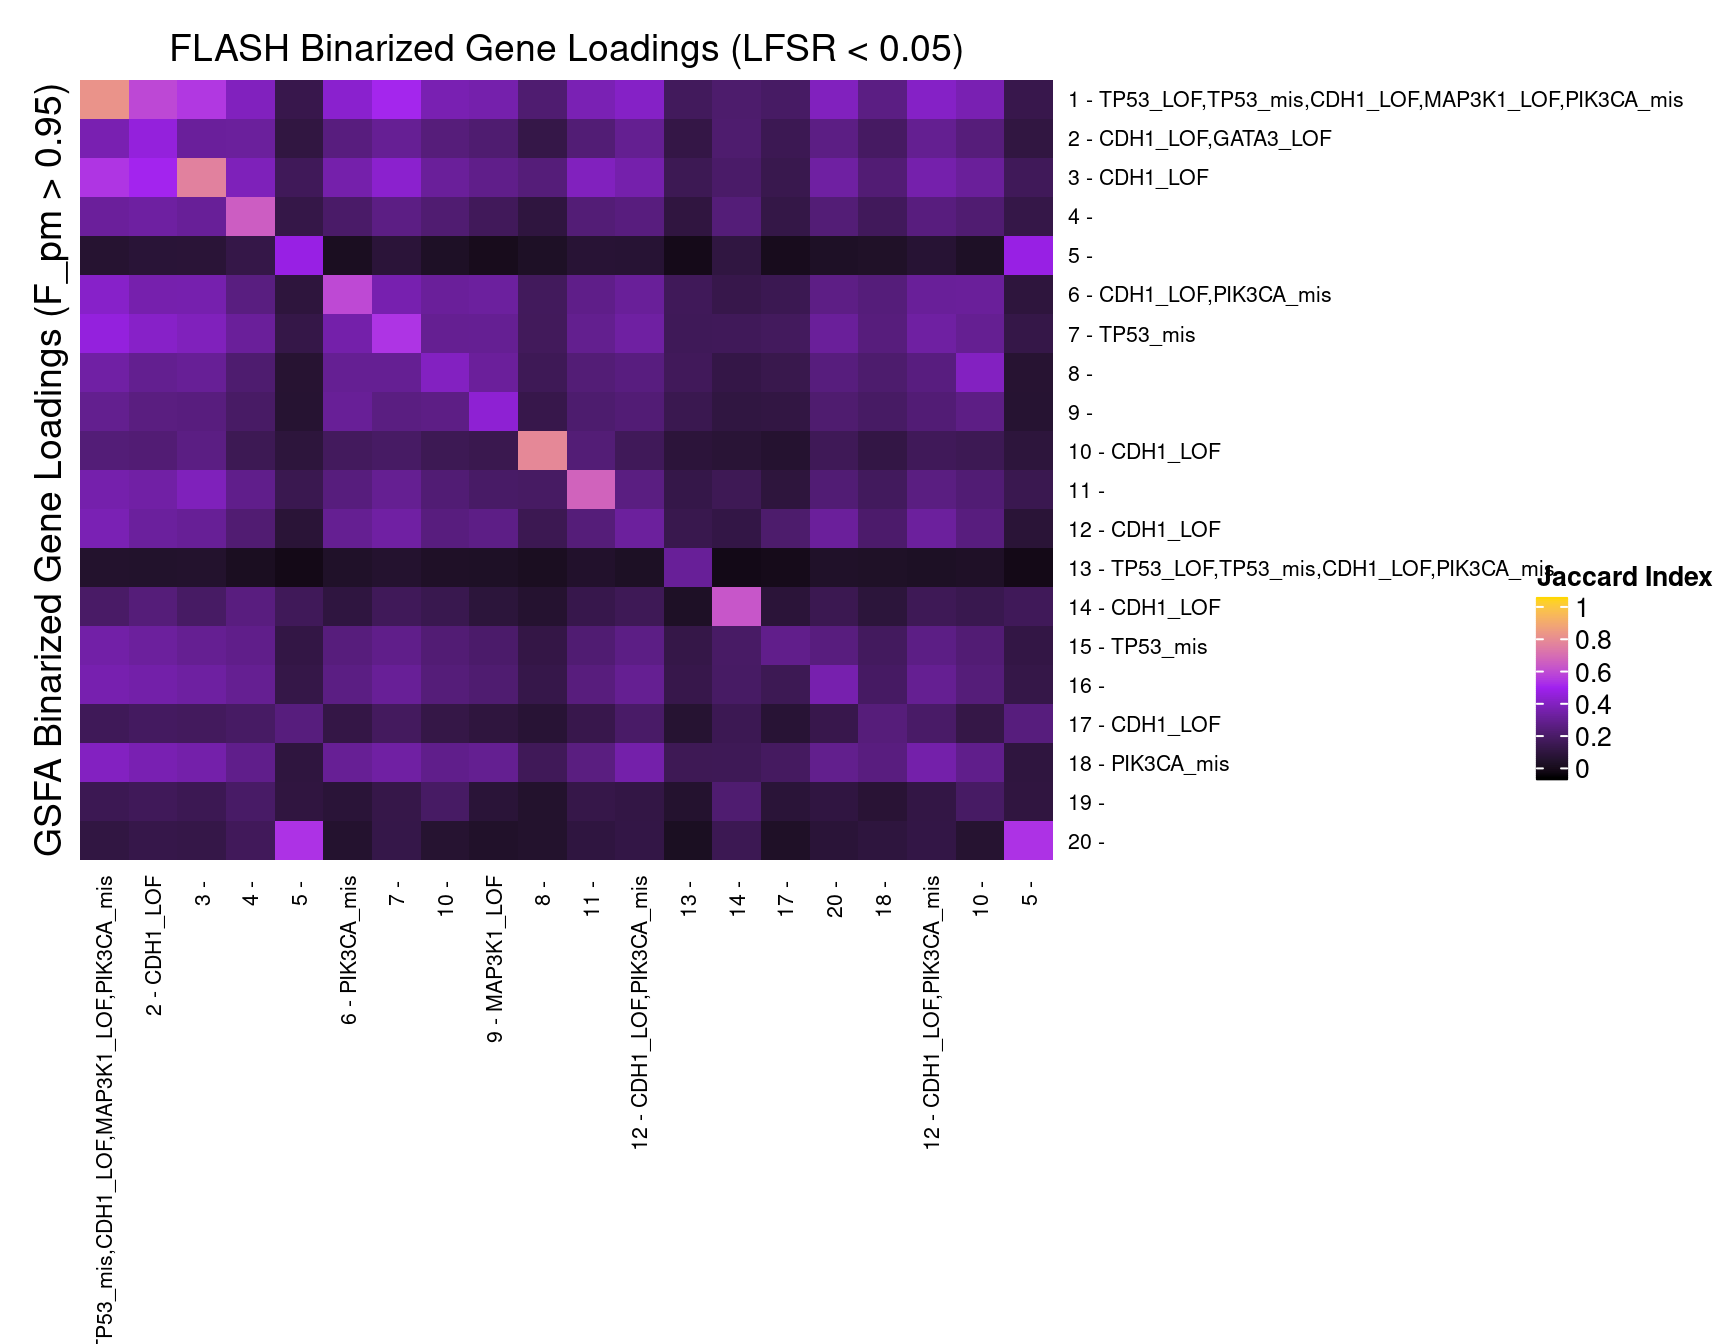 FLASH Binarized Gene Loadings (LFSR < 0.05)
GSFA Binarized Gene Loadings (F_pm > 0.95)
1 - TP53_LOF,TP53_mis,CDH1_LOF,MAP3K1_LOF,PIK3CA_mis
2 - CDH1_LOF,GATA3_LOF
3 - CDH1_LOF
4 -
5 -
6 - CDH1_LOF,PIK3CA_mis
7 - TP53_mis
8 -
9 -
10 - CDH1_LOF
11 -
12 - CDH1_LOF
13 - TP53_LOF,TP53_mis,CDH1_LOF,PIK3CA_mis
14 - CDH1_LOF
15 - TP53_mis
16 -
17 - CDH1_LOF
18 - PIK3CA_mis
19 -
20 -
Jaccard Index
1
0.8
0.6
0.4
0.2
0
TP53_mis,CDH1_LOF,MAP3K1_LOF,PIK3CA_mis
2 - CDH1_LOF
3 -
4 -
5 -
6 - PIK3CA_mis
7 -
10 -
9 - MAP3K1_LOF
8 -
11 -
12 - CDH1_LOF,PIK3CA_mis
13 -
14 -
17 -
20 -
18 -
12 - CDH1_LOF,PIK3CA_mis
10 -
5 -